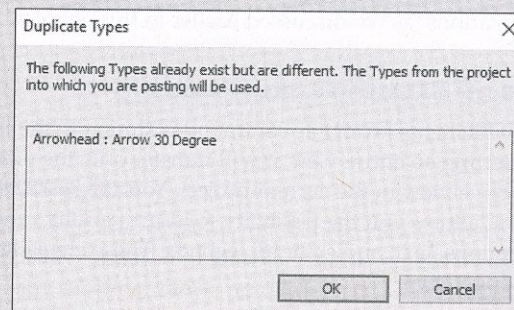 Duplicate Types
The following Types already exist but are different. The Types from the project
into which you are pasting will be used.
Arrowhead : Arrow 30 Degree
OK
Cancel